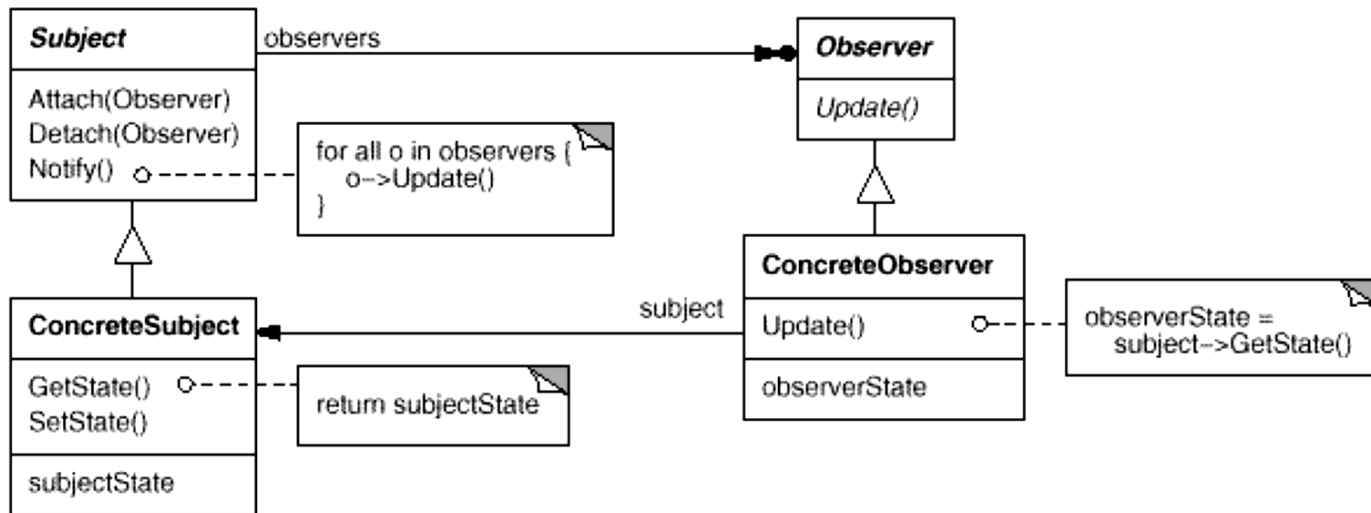 Subject
observers
Observer
Attach(Observer)
Detach(Observer)
Notify()
for all o in observers {
o->Update()
}
Update()
ConcreteSubject
GetState()
SetState()
subjectState
return subjectState
subject
ConcreteObserver
Update()
observerState
observerState =
subject->GetState()